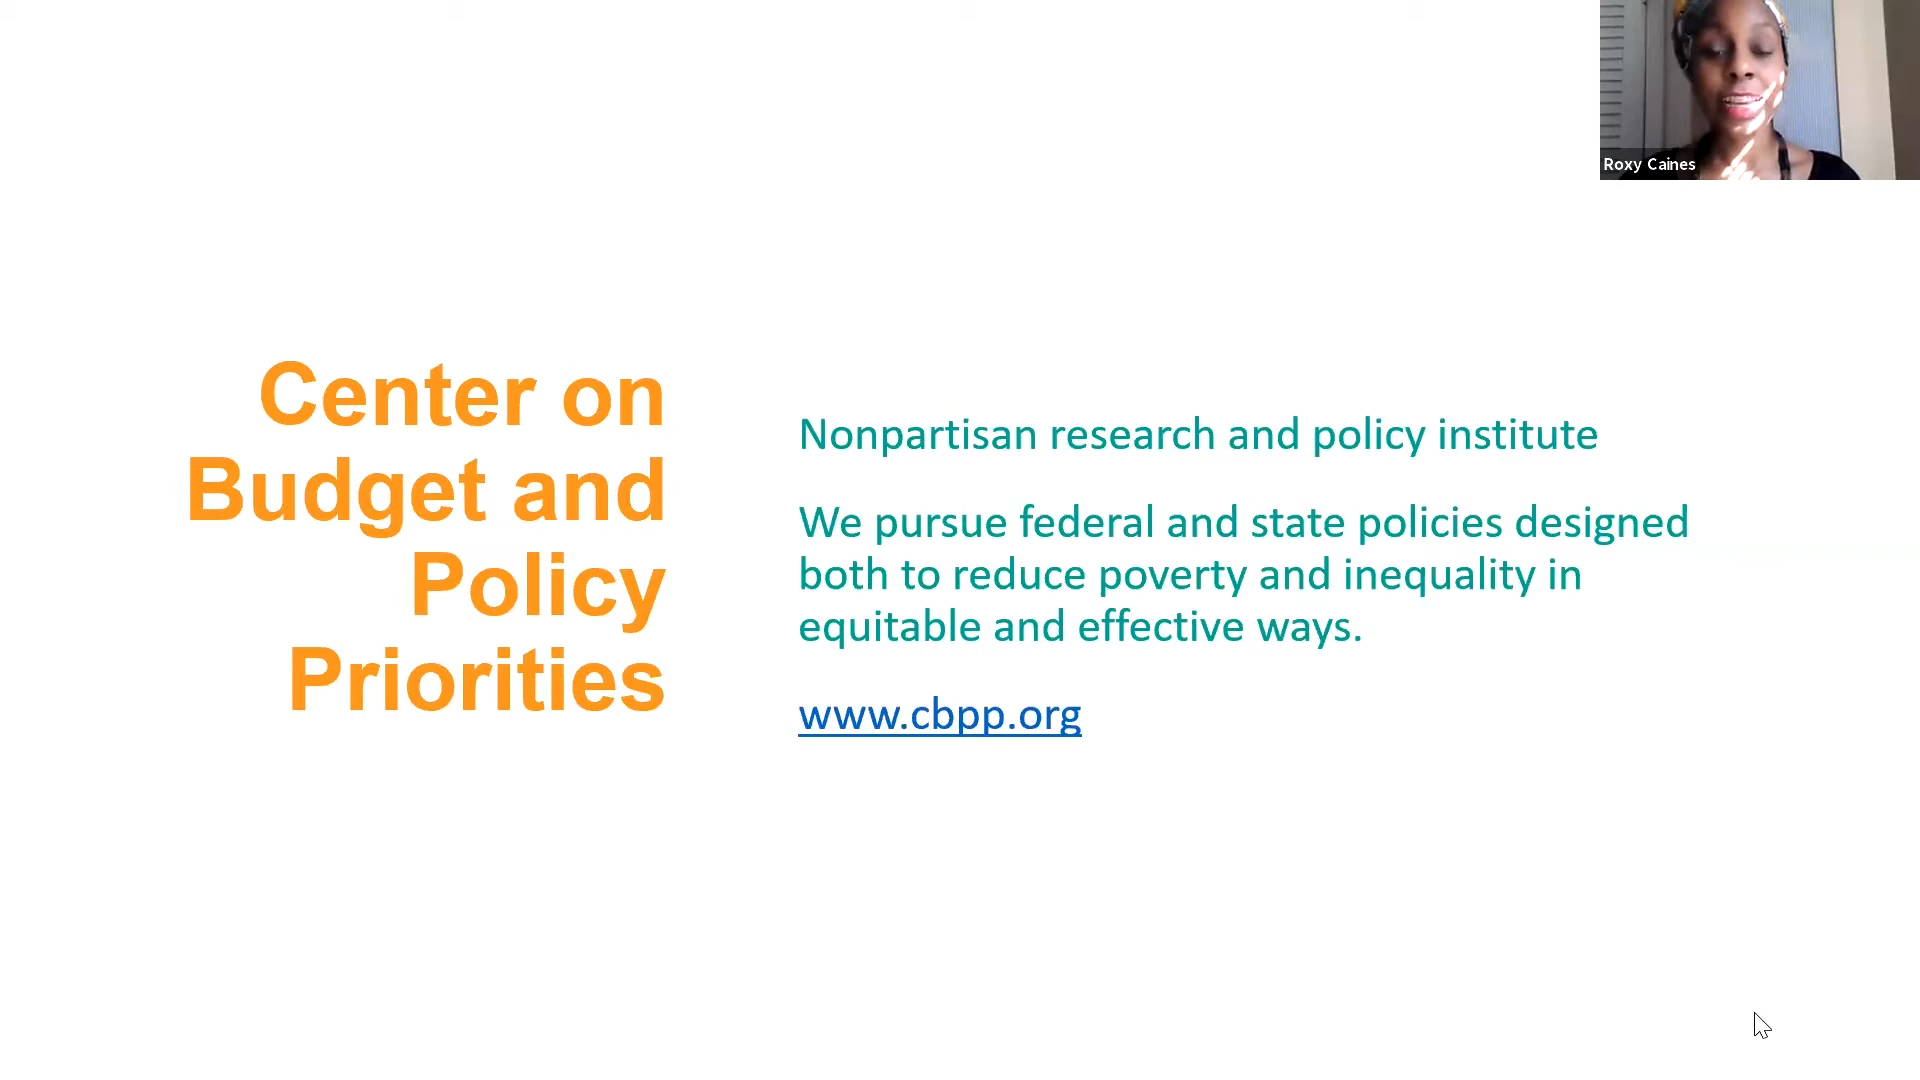 Roxy Caines
Center on
Budget and
Policy
Priorities
Nonpartisan research and policy institute
We pursue federal and state policies designed
both to reduce poverty and inequality in
equitable and effective ways.
www.cbpp.org